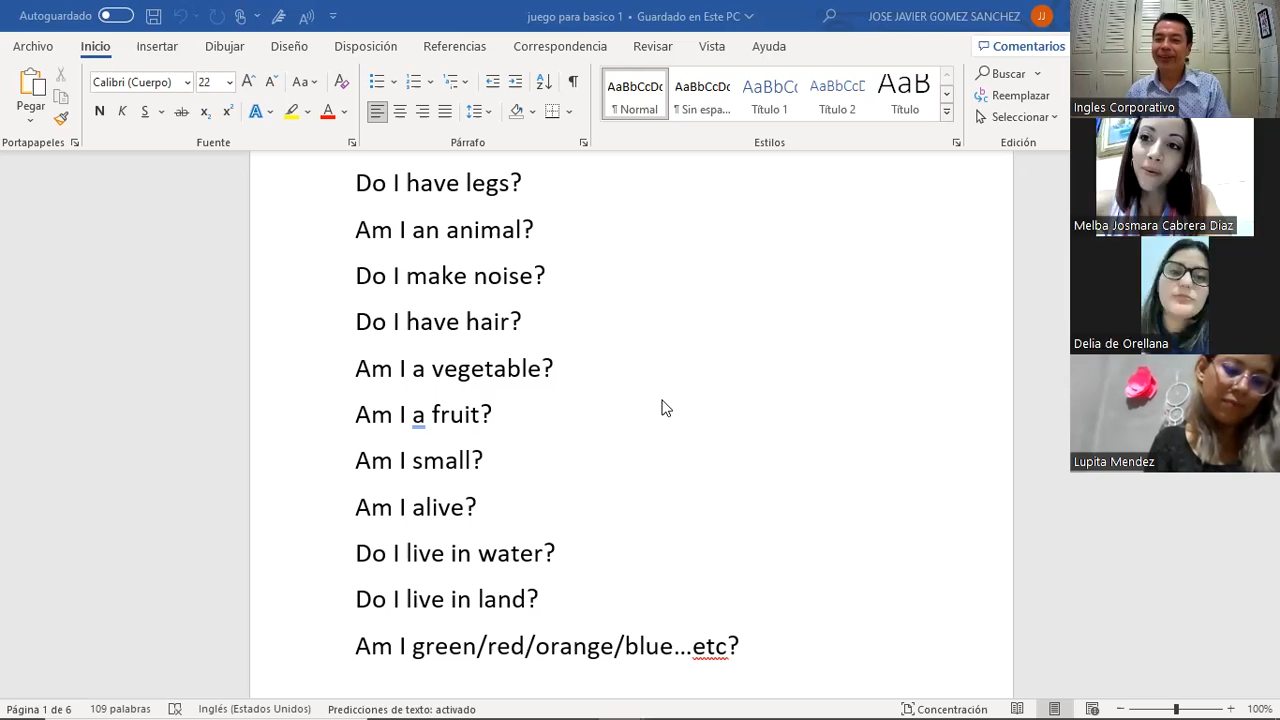 Autoguardado
juego para basico 1 • Guardado en Este PC
JOSE JAVIER GOMEZ SANCHEZ
JJ
Archivo
Inicio
Insertar
Dibujar
Diseño
Disposición
Referencias
Correspondencia
Revisar
Vista
Ayuda
Comentarios
Pegar
Calibri (Cuerpo)
22
N
K
S
ab
x₂
x²
Aa
AaBbCcDc
¶ Normal
AaBbCcDc
¶ Sin espa...
AaBbCc
Título 1
AaBbCcD
Título 2
AaB
Título
Buscar
Reemplazar
Seleccionar
Portapapeles
Fuente
Párrafo
Estilos
Edición
Do I have legs?
Am I an animal?
Do I make noise?
Do I have hair?
Am I a vegetable?
Am I a fruit?
Am I small?
Am I alive?
Do I live in water?
Do I live in land?
Am I green/red/orange/blue...etc?
Ingles Corporativo
Melba Josmara Cabrera Diaz
Delia de Orellana
Lupita Mendez
Página 1 de 6
109 palabras
Inglés (Estados Unidos)
Predicciones de texto: activado
Concentración
100%